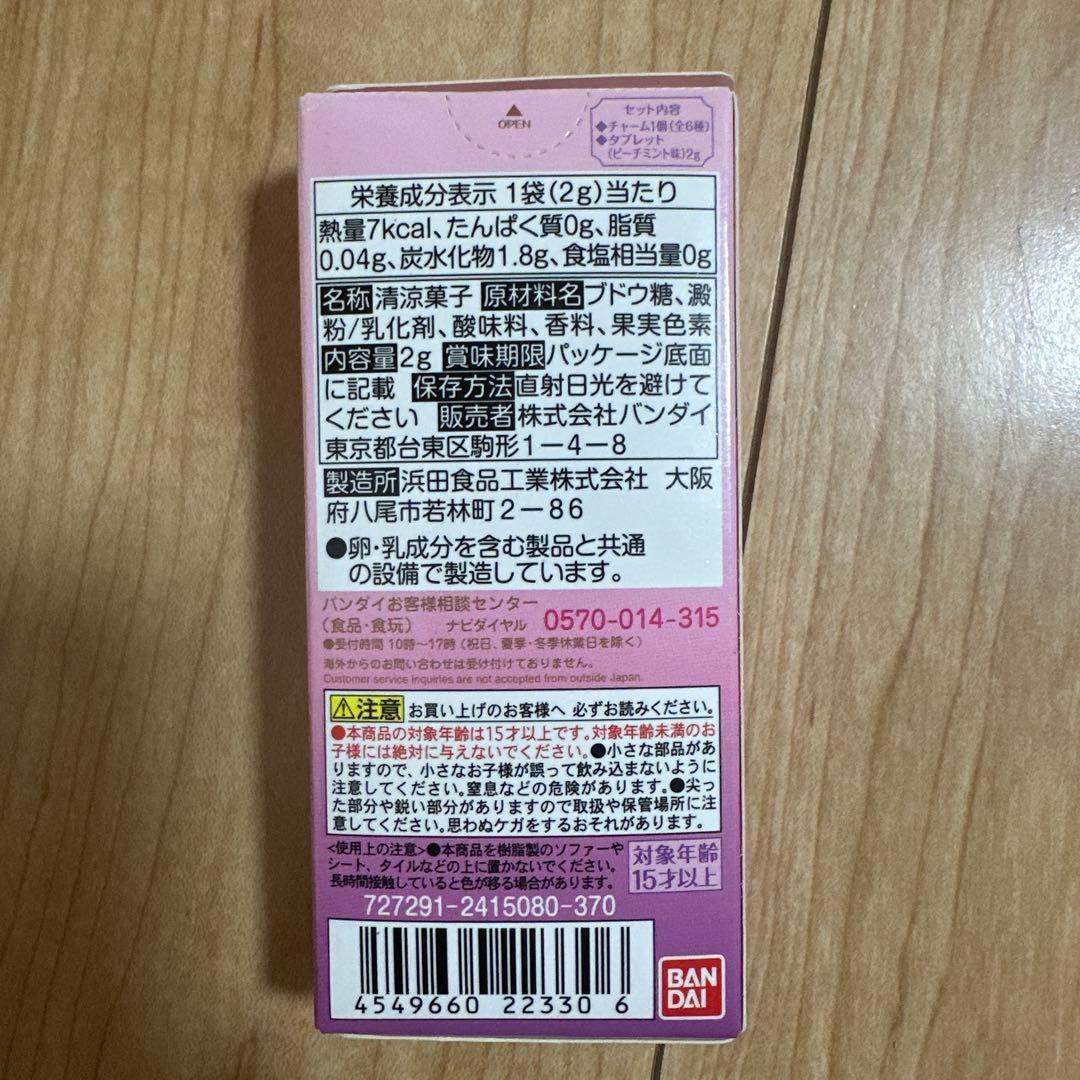 OPEN
セット内容
◆チャーム1個(全6種)
◆タブレット
(ピーチミント味)2g
栄養成分表示 1袋(2g)当たり
熱量7kcal、たんぱく質0g、脂質
0.04g、炭水化物1.8g、食塩相当量0g
名称 清涼菓子 原材料名 ブドウ糖、澱
粉/乳化剤、酸味料、香料、果実色素
内容量 2g 賞味期限 パッケージ底面
に記載 保存方法 直射日光を避けて
ください 販売者 株式会社バンダイ
東京都台東区駒形1-4-8
製造所 浜田食品工業株式会社 大阪
府八尾市若林町2-86
●卵・乳成分を含む製品と共通
の設備で製造しています。
バンダイお客様相談センター
(食品・食玩) ナビダイヤル 0570-014-315
●受付時間 10時〜17時(祝日、夏季・冬季休業日を除く)
海外からのお問い合わせは受け付けておりません。
Customer service inquiries are not accepted from outside Japan.
⚠注意 お買い上げのお客様へ 必ずお読みください。
●本商品の対象年齢は15才以上です。対象年齢未満のお
子様には絶対に与えないでください。●小さな部品があ
りますので、小さなお子様が誤って飲み込まないように
注意してください。窒息などの危険があります。●尖っ
た部分や鋭い部分がありますので取扱や保管場所に注
意してください。思わぬケガをするおそれがあります。
<使用上の注意>●本商品を樹脂製のソファーや
シート、タイルなどの上に置かないでください。
長時間接触していると色が移る場合があります。
対象年齢
15才以上
727291-2415080-370
4549660 22330 6
BAN
DAI